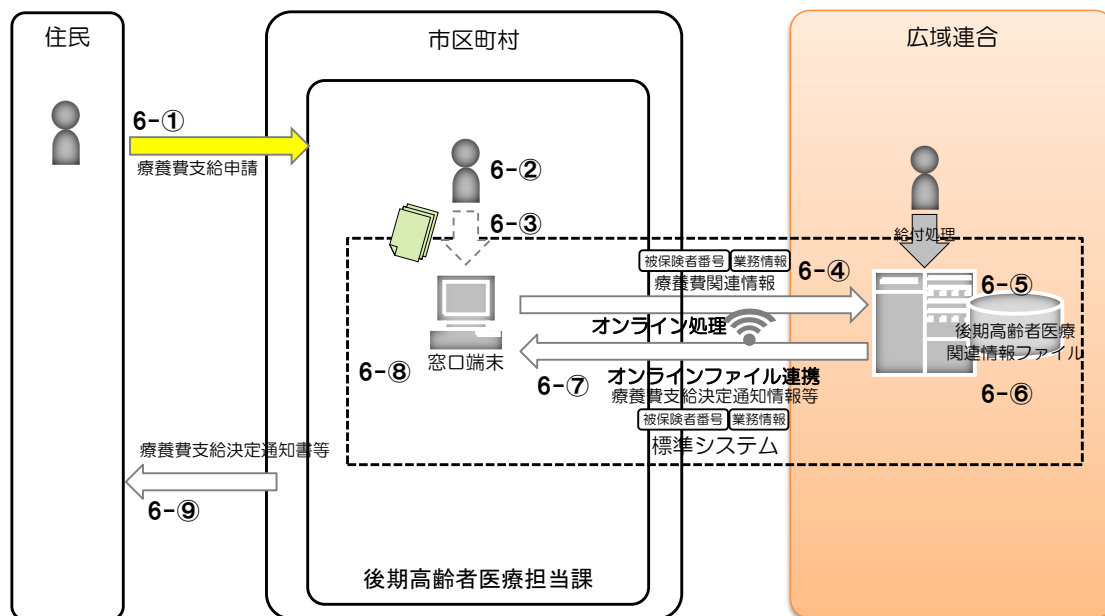 住民
市区町村
広域連合
6-①
療養費支給申請
6-②
6-③
給付処理
被保険者番号 業務情報
6-④
療養費関連情報
6-⑤
オンライン処理
後期高齢者医療
関連情報ファイル
窓口端末
6-⑧
6-⑦
オンラインファイル連携
療養費支給決定通知情報等
6-⑥
被保険者番号 業務情報
標準システム
療養費支給決定通知書等
6-⑨
後期高齢者医療担当課